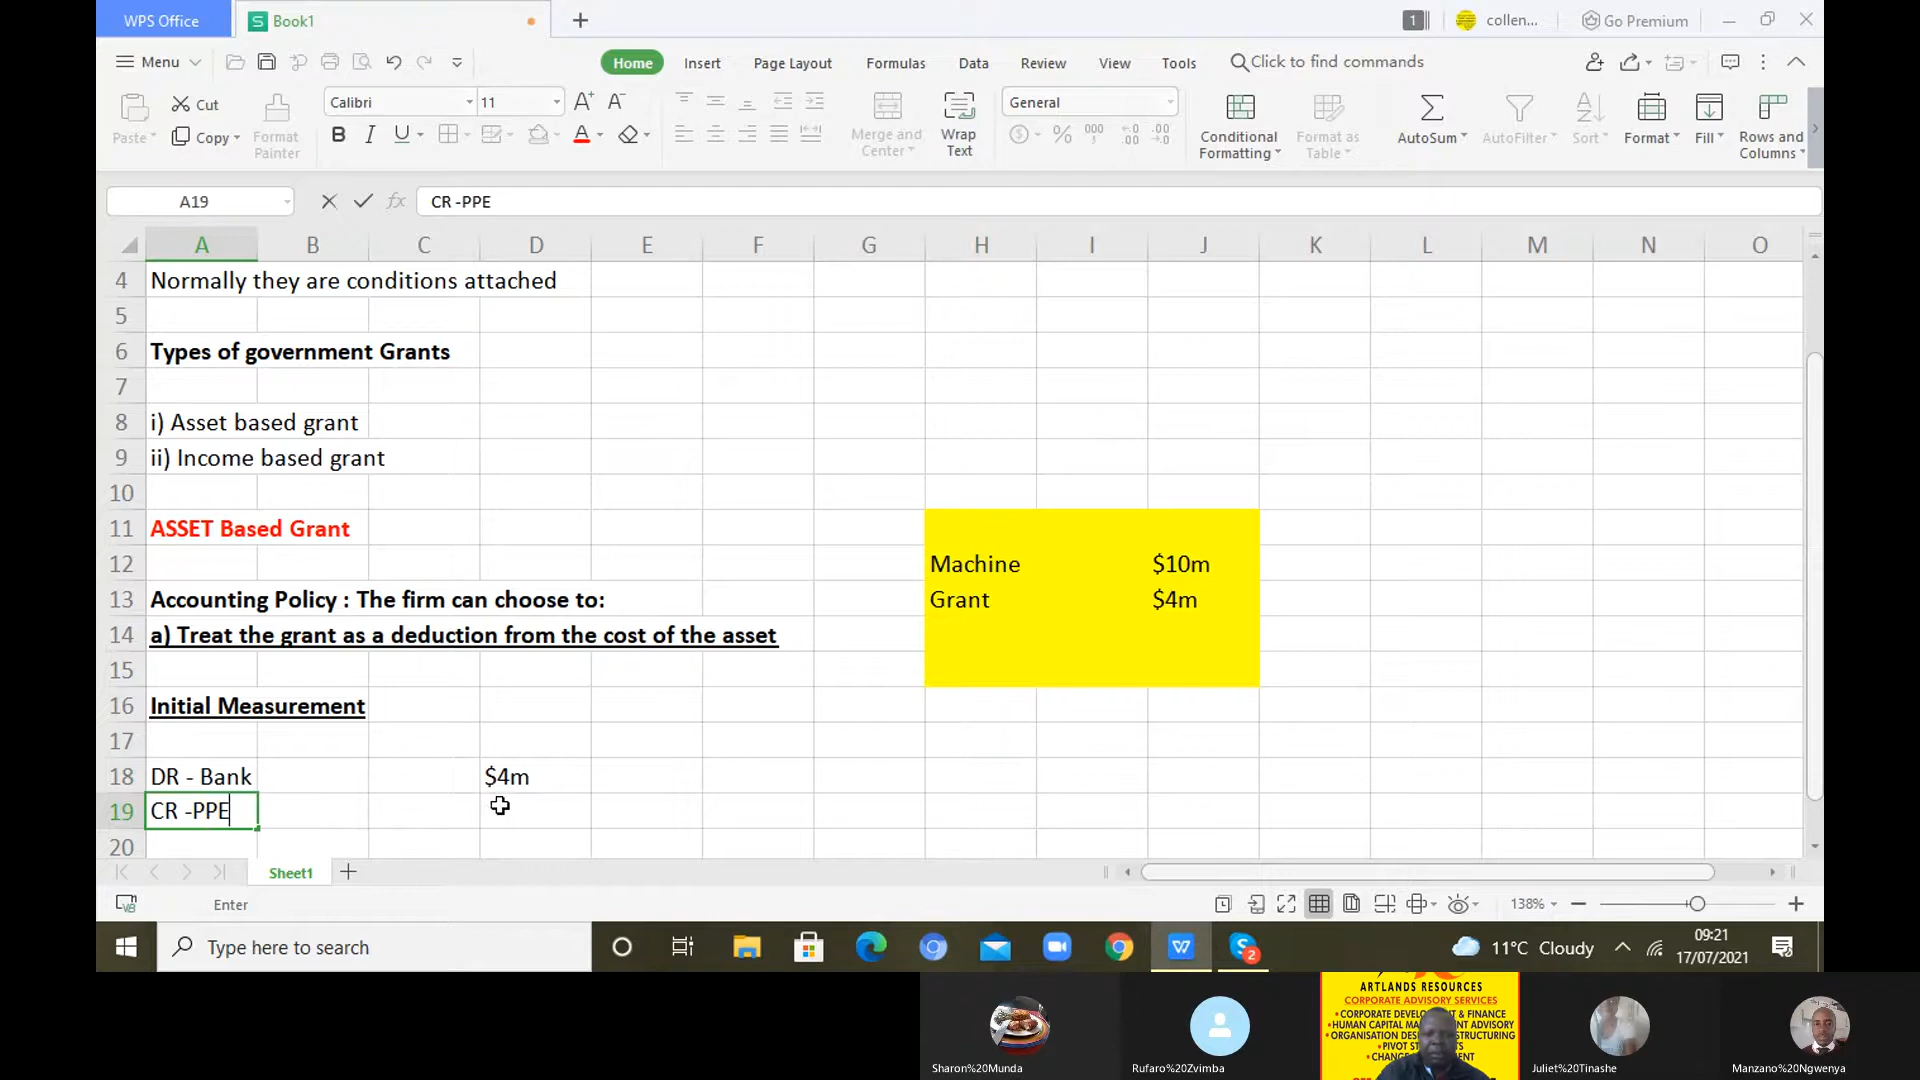 WPS Office
Book1
1
collen...
Go Premium
Menu
Home
Insert
Page Layout
Formulas
Data
Review
View
Tools
Click to find commands
Paste
Cut
Copy
Format
Painter
Calibri
11
A+
A-
B I U
A
Merge and
Center
Wrap
Text
General
Conditional
Formatting
Format as
Table
AutoSum
AutoFilter
Sort
Format
Fill
Rows and
Columns
A19
fx
CR -PPE
A B C D E F G H I J K L M N O
4 Normally they are conditions attached
5
6 Types of government Grants
7
8 i) Asset based grant
9 ii) Income based grant
10
11 ASSET Based Grant
12 Machine $10m
13 Accounting Policy : The firm can choose to: Grant $4m
14 a) Treat the grant as a deduction from the cost of the asset
15
16 Initial Measurement
17
18 DR - Bank $4m
19 CR -PPE
20
Sheet1
Enter
138%
Type here to search
2
11°C Cloudy
09:21
17/07/2021
ARTLANDS RESOURCES
CORPORATE ADVISORY SERVICES
•CORPORATE DEVELOPMENT & FINANCE
Sharon%20Munda
Rufaro%20Zvimba
Juliet%20Tinashe
Manzano%20Ngwenya